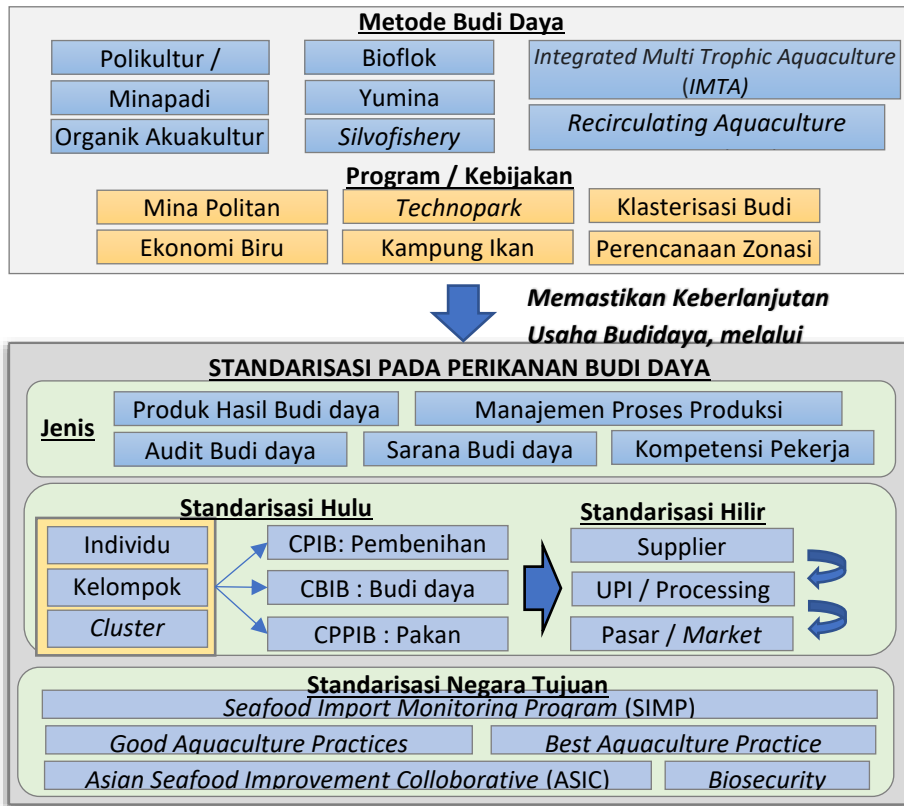 Metode Budi Daya
Polikultur /
Bioflok
Integrated Multi Trophic Aquaculture
(IMTA)
Minapadi
Yumina
Organik Akuakultur
Silvofishery
Recirculating Aquaculture
Program / Kebijakan
Mina Politan
Technopark
Klasterisasi Budi
Ekonomi Biru
Kampung Ikan
Perencanaan Zonasi
Memastikan Keberlanjutan
Usaha Budidaya, melalui
STANDARISASI PADA PERIKANAN BUDI DAYA
Jenis
Produk Hasil Budi daya
Manajemen Proses Produksi
Audit Budi daya
Sarana Budi daya
Kompetensi Pekerja
Standarisasi Hulu
Individu
Kelompok
Cluster
CPIB: Pembenihan
CBIB : Budi daya
CPPIB : Pakan
Standarisasi Hilir
Supplier
UPI / Processing
Pasar / Market
Standarisasi Negara Tujuan
Seafood Import Monitoring Program (SIMP)
Good Aquaculture Practices
Best Aquaculture Practice
Asian Seafood Improvement Collaborative (ASIC)
Biosecurity